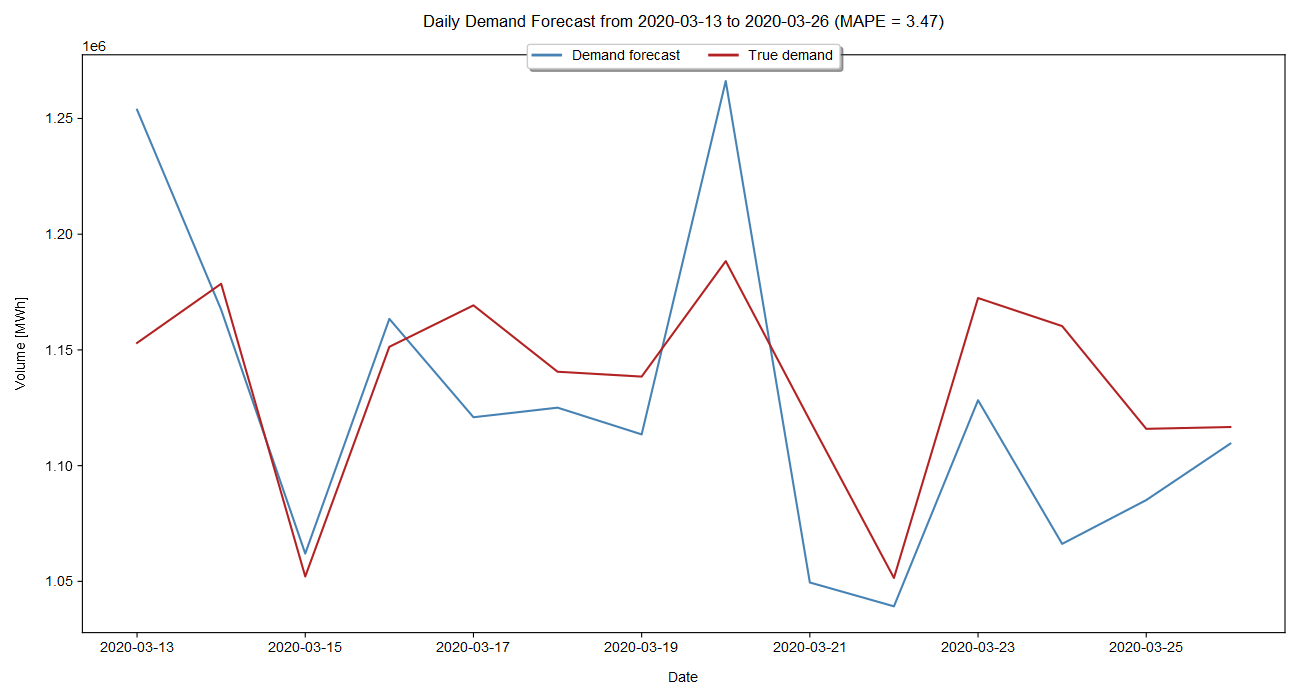 Daily Demand Forecast from 2020-03-13 to 2020-03-26 (MAPE = 3.47)
1e6
Demand forecast True demand
1.25
1.20
1.15
1.10
1.05
Volume [MWh]
2020-03-13 2020-03-15 2020-03-17 2020-03-19 2020-03-21 2020-03-23 2020-03-25
Date